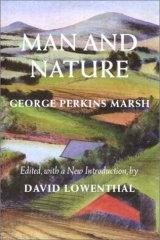 MAN AND
NATURE
GEORGE PERKINS MARSH
Edited, with a New Introduction, by
DAVID LOWENTHAL